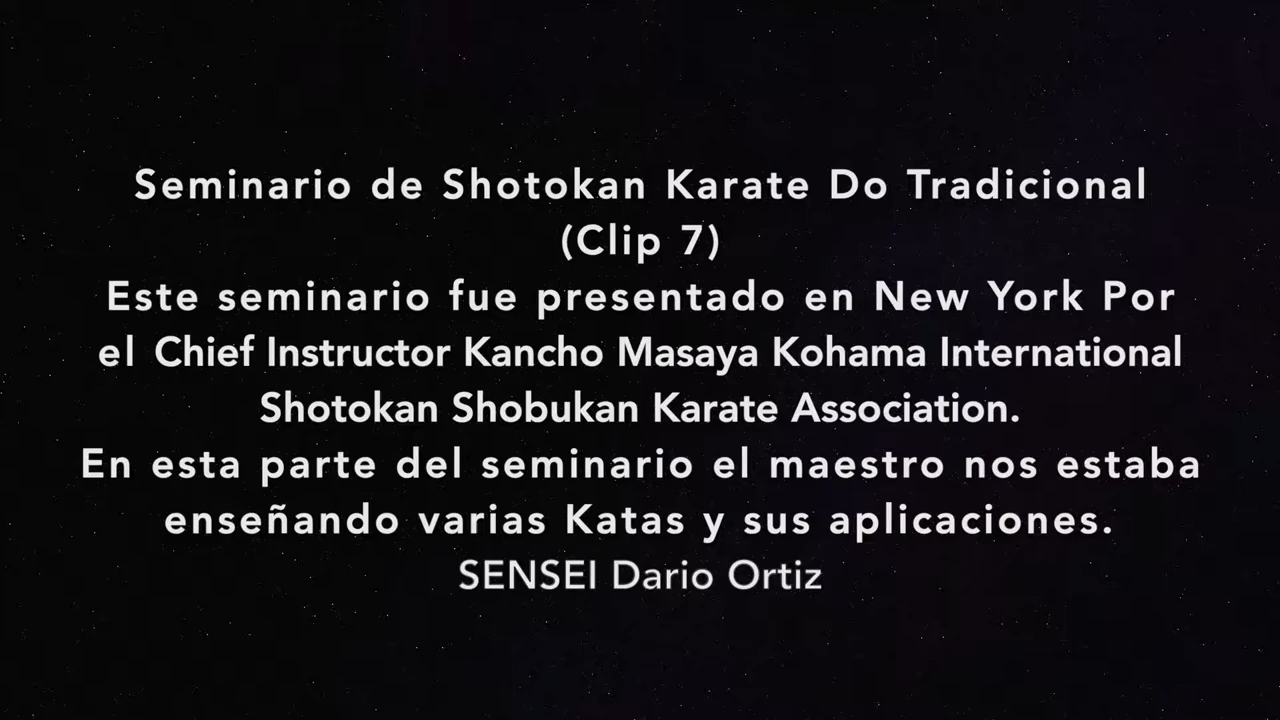 Seminario de Shotokan Karate Do Tradicional
(Clip 7)
Este seminario fue presentado en New York Por
el Chief Instructor Kancho Masaya Kohama International
Shotokan Shobukan Karate Association.
En esta parte del seminario el maestro nos estaba
enseñando varias Katas y sus aplicaciones.
SENSEI Dario Ortiz